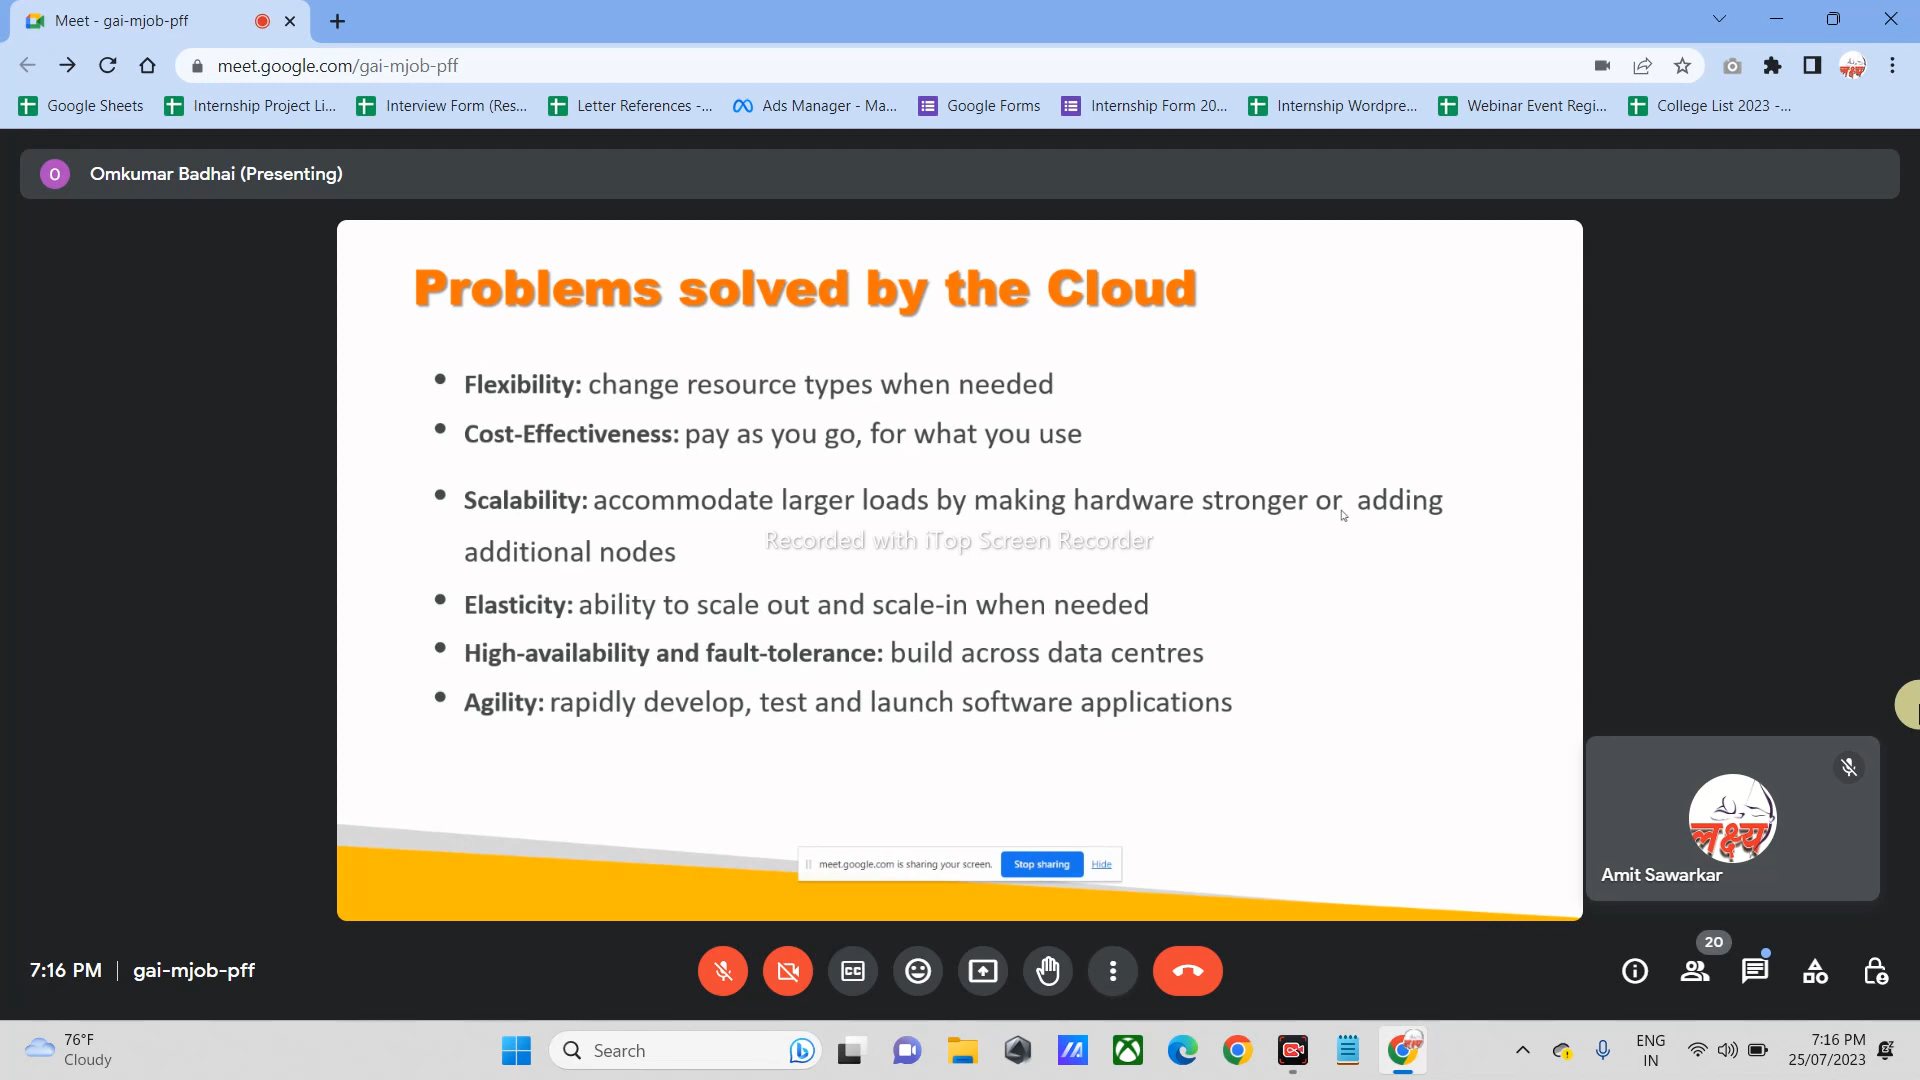 Meet - gai-mjob-pff
meet.google.com/gai-mjob-pff
Google Sheets
Internship Project Li...
Interview Form (Res...
Letter References -...
Ads Manager - Ma...
Google Forms
Internship Form 20...
Internship Wordpre...
Webinar Event Regi...
College List 2023 -...
O
Omkumar Badhai (Presenting)
Problems solved by the Cloud
• Flexibility: change resource types when needed
• Cost-Effectiveness: pay as you go, for what you use
• Scalability: accommodate larger loads by making hardware stronger or adding
additional nodes
Recorded with iTop Screen Recorder
• Elasticity: ability to scale out and scale-in when needed
• High-availability and fault-tolerance: build across data centres
• Agility: rapidly develop, test and launch software applications
meet.google.com is sharing your screen.
Stop sharing
Hide
लक्ष्य
Amit Sawarkar
7:16 PM | gai-mjob-pff
CC
20
76°F
Cloudy
Search
ENG
IN
7:16 PM
25/07/2023